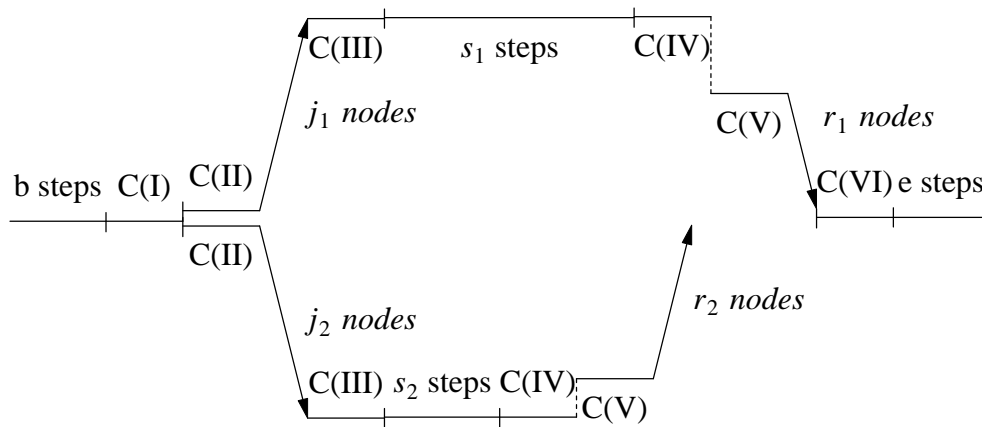 C(III) s₁ steps C(IV)
j₁ nodes
C(V) r₁ nodes
b steps C(I) C(II)
C(VI) e steps
C(II)
r₂ nodes
j₂ nodes
C(III) s₂ steps C(IV)
C(V)